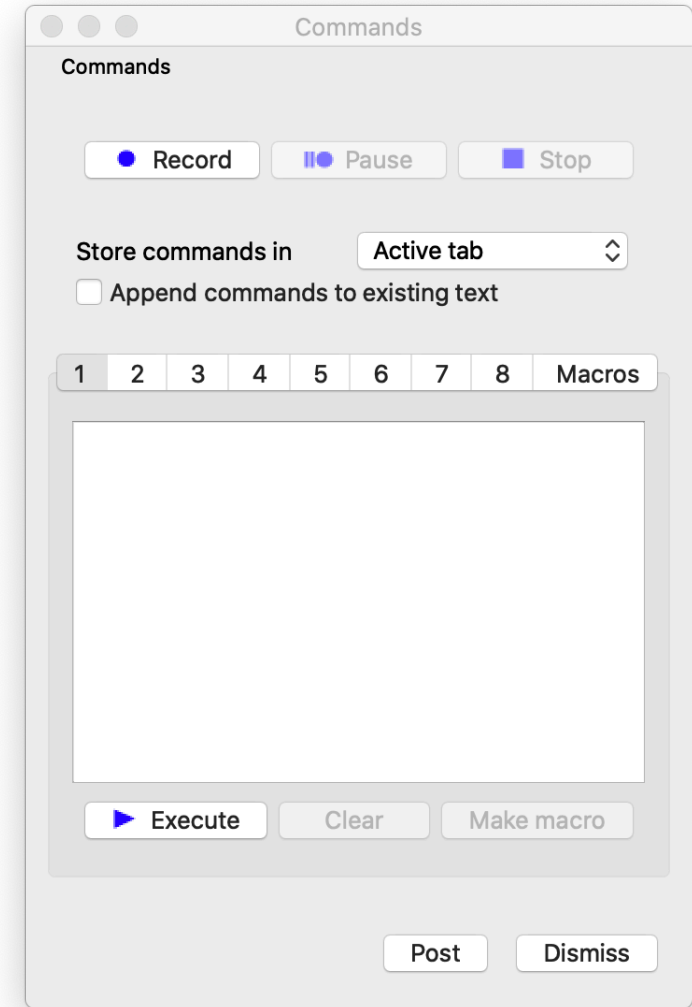 Commands
Commands
Record Pause Stop
Store commands in Active tab
Append commands to existing text
1 2 3 4 5 6 7 8 Macros
Execute Clear Make macro
Post Dismiss